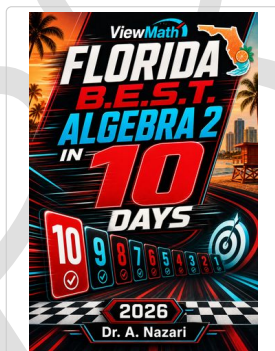 ViewMath
FLORIDA
B.E.S.T.
ALGEBRA 2
IN 10
DAYS
10 9 8 7 6 5 4 3 2 1
2026
Dr. A. Nazari